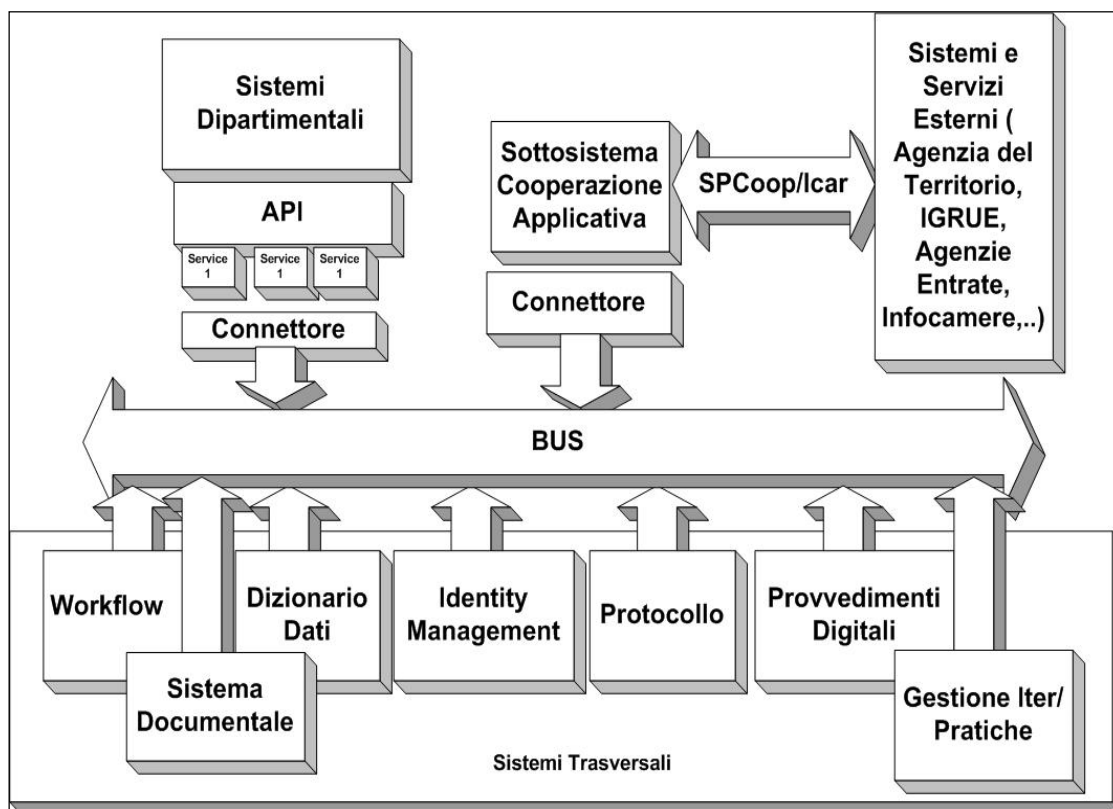 Sistemi
Dipartimentali
API
Service
1
Service
1
Service
1
Connettore
Sottosistema
Cooperazione
Applicativa
Connettore
SPCoop/Icar
Sistemi e
Servizi
Esterni (
Agenzia del
Territorio,
IGRUE,
Agenzie
Entrate,
Infocamere,..)
BUS
Workflow
Sistema
Documentale
Dizionario
Dati
Identity
Management
Protocollo
Provvedimenti
Digitali
Gestione Iter/
Pratiche
Sistemi Trasversali